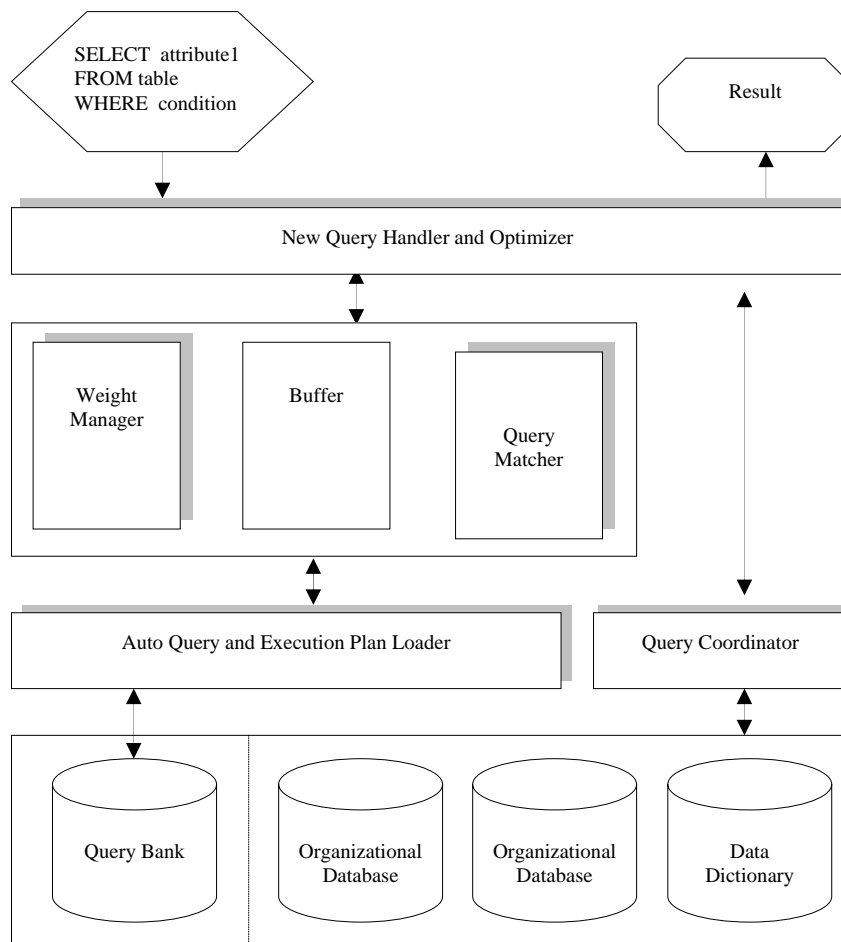 SELECT attribute1
FROM table
WHERE condition
Result
New Query Handler and Optimizer
Weight
Manager
Buffer
Query
Matcher
Auto Query and Execution Plan Loader
Query Coordinator
Query Bank
Organizational
Database
Organizational
Database
Data
Dictionary